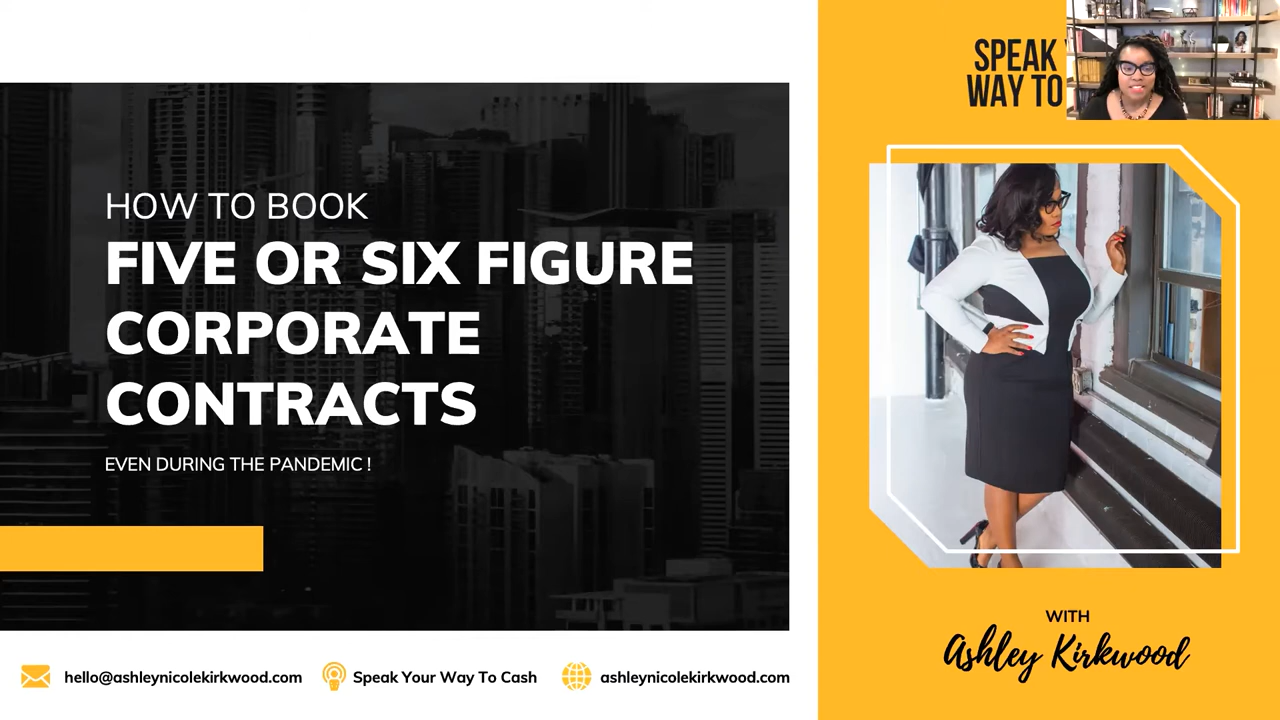 HOW TO BOOK
FIVE OR SIX FIGURE
CORPORATE
CONTRACTS
EVEN DURING THE PANDEMIC !
hello@ashleynicolekirkwood.com
Speak Your Way To Cash
ashleynicolekirkwood.com
SPEAK
WAY TO
WITH
Ashley Kirkwood